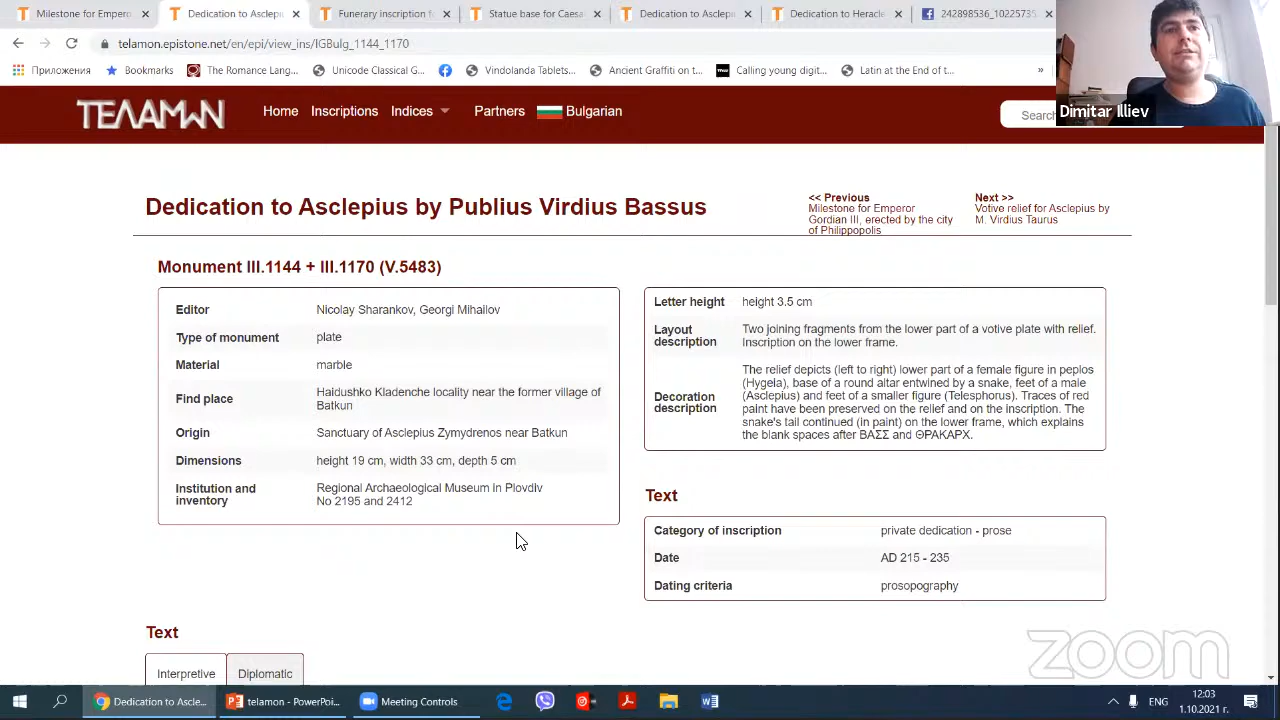 Milestone for Emperor
Dedication to Asclepiu
Funerary inscription f
Statue base for Caesa
Dedication to Asclepi
Dedication to Heracle
242898536_10225735
telamon.epistone.net/en/epi/view_ins/IGBulg_1144_1170
Приложения
Bookmarks
The Romance Lang...
Unicode Classical G...
Vindolanda Tablets...
Ancient Graffiti on t...
Calling young digit...
Latin at the End of t...
»
Dimitar Illiev
ΤΕΛΑΜΩΝ
Home
Inscriptions
Indices
Partners
Bulgarian
Search
Dedication to Asclepius by Publius Virdius Bassus
<< Previous
Milestone for Emperor
Gordian III, erected by the city
of Philippopolis
Next >>
Votive relief for Asclepius by
M. Virdius Taurus
Monument III.1144 + III.1170 (V.5483)
Editor
Nicolay Sharankov, Georgi Mihailov
Type of monument
plate
Material
marble
Find place
Haidushko Kladenche locality near the former village of
Batkun
Origin
Sanctuary of Asclepius Zymydrenos near Batkun
Dimensions
height 19 cm, width 33 cm, depth 5 cm
Institution and
inventory
Regional Archaeological Museum in Plovdiv
No 2195 and 2412
Letter height
height 3.5 cm
Layout
description
Two joining fragments from the lower part of a votive plate with relief.
Inscription on the lower frame.
Decoration
description
The relief depicts (left to right) lower part of a female figure in peplos
(Hygeia), base of a round altar entwined by a snake, feet of a male
(Asclepius) and feet of a smaller figure (Telesphorus). Traces of red
paint have been preserved on the relief and on the inscription. The
snake's tail continued (in paint) on the lower frame, which explains
the blank spaces after ΒΑΣΣ and ΘΡΑΚΑΡΧ.
Text
Category of inscription
private dedication - prose
Date
AD 215 - 235
Dating criteria
prosopography
Text
Interpretive
Diplomatic
zoom
Dedication to Ascle...
telamon - PowerPoi...
Meeting Controls
ENG
12:03
1.10.2021 г.